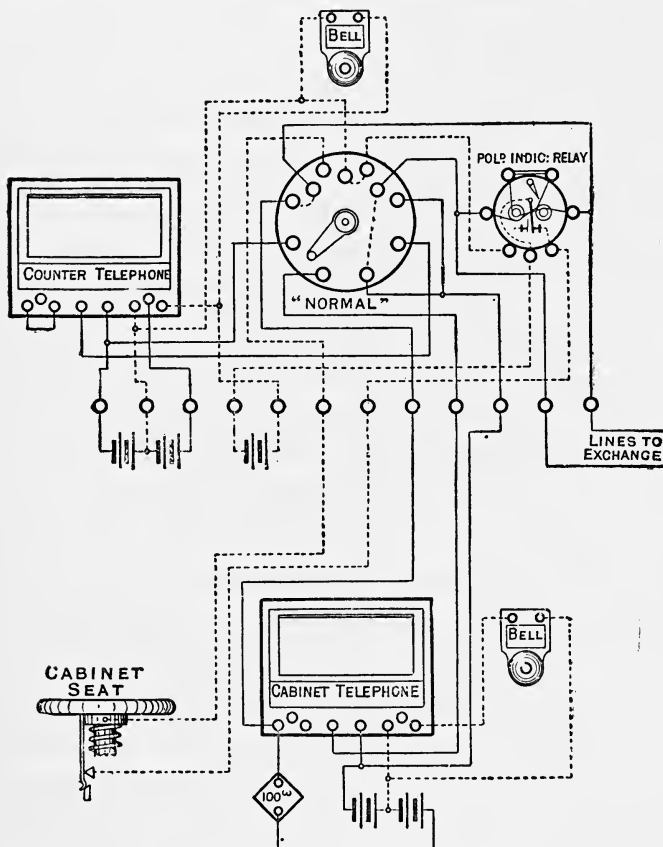 BELL
POLD INDIC: RELAY
COUNTER TELEPHONE
"NORMAL"
LINES TO
EXCHANGE
CABINET
SEAT
CABINET TELEPHONE
BELL
100ω